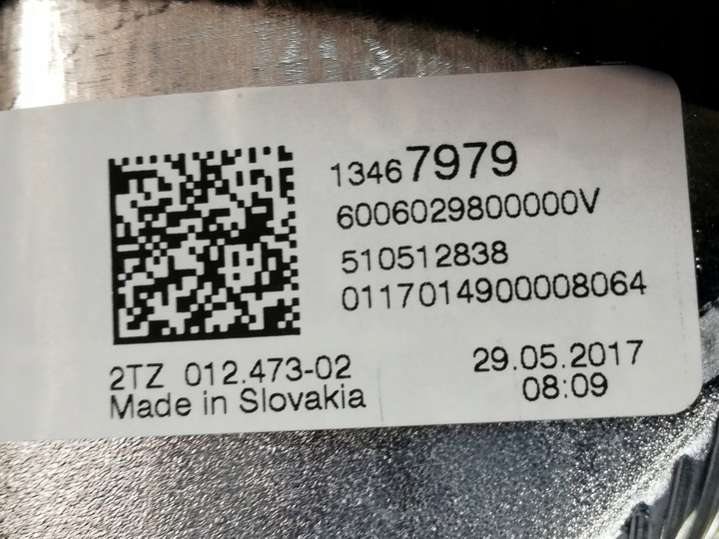 13467979
6006029800000V
510512838
0117014900008064
2TZ 012.473-02
Made in Slovakia
29.05.2017
08:09